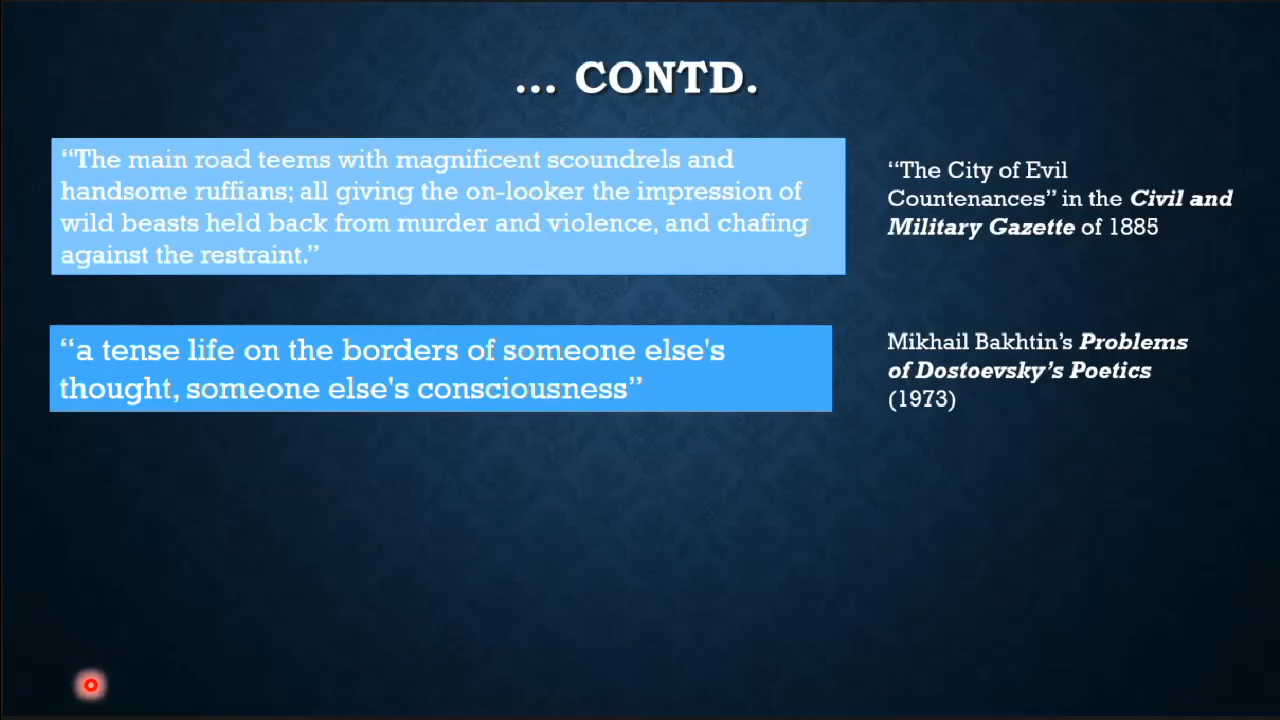 ... CONTD.
“The main road teems with magnificent scoundrels and
handsome ruffians; all giving the on-looker the impression of
wild beasts held back from murder and violence, and chafing
against the restraint.”
“The City of Evil
Countenances” in the Civil and
Military Gazette of 1885
“a tense life on the borders of someone else's
thought, someone else's consciousness”
Mikhail Bakhtin’s Problems
of Dostoevsky’s Poetics
(1973)